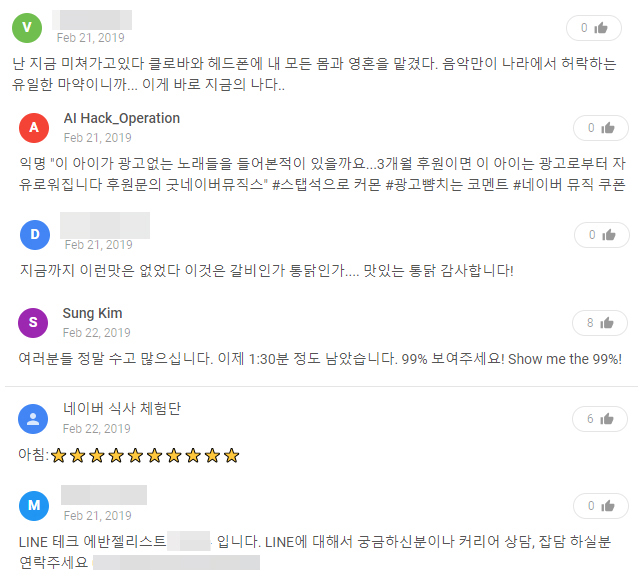 V
Feb 21, 2019
0
난 지금 미쳐가고있다 클로바와 헤드폰에 내 모든 몸과 영혼을 맡겼다. 음악만이 나라에서 허락하는
유일한 마약이니까... 이게 바로 지금의 나다..
A
AI Hack_Operation
Feb 21, 2019
0
익명 "이 아이가 광고없는 노래들을 들어본적이 있을까요...3개월 후원이면 이 아이는 광고로부터 자
유로워집니다 후원문의 굿네이버뮤직스" #스탭석으로 커몬 #광고뺨치는 코멘트 #네이버 뮤직 쿠폰
D
Feb 21, 2019
0
지금까지 이런맛은 없었다 이것은 갈비인가 통닭인가.... 맛있는 통닭 감사합니다!
S
Sung Kim
Feb 22, 2019
8
여러분들 정말 수고 많으십니다. 이제 1:30분 정도 남았습니다. 99% 보여주세요! Show me the 99%!
네이버 식사 체험단
Feb 22, 2019
6
아침:⭐⭐⭐⭐⭐⭐⭐⭐⭐⭐
M
Feb 21, 2019
0
LINE 테크 에반젤리스트 입니다. LINE에 대해서 궁금하신분이나 커리어 상담, 잡담 하실분
연락주세요